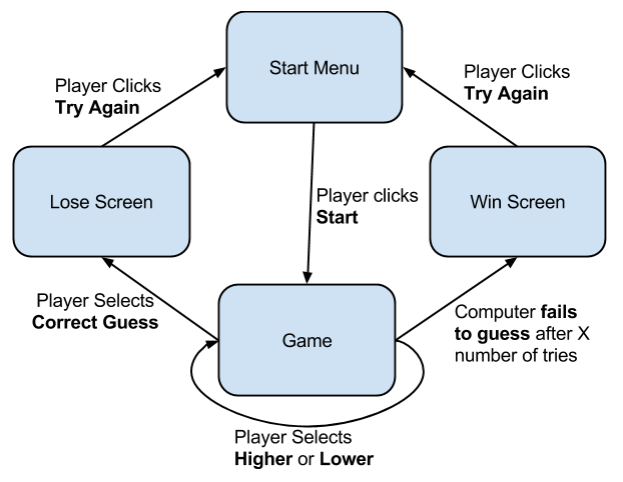 Start Menu
Player Clicks
Try Again
Player Clicks
Try Again
Lose Screen
Player clicks
Start
Win Screen
Player Selects
Correct Guess
Game
Computer fails
to guess after X
number of tries
Player Selects
Higher or Lower